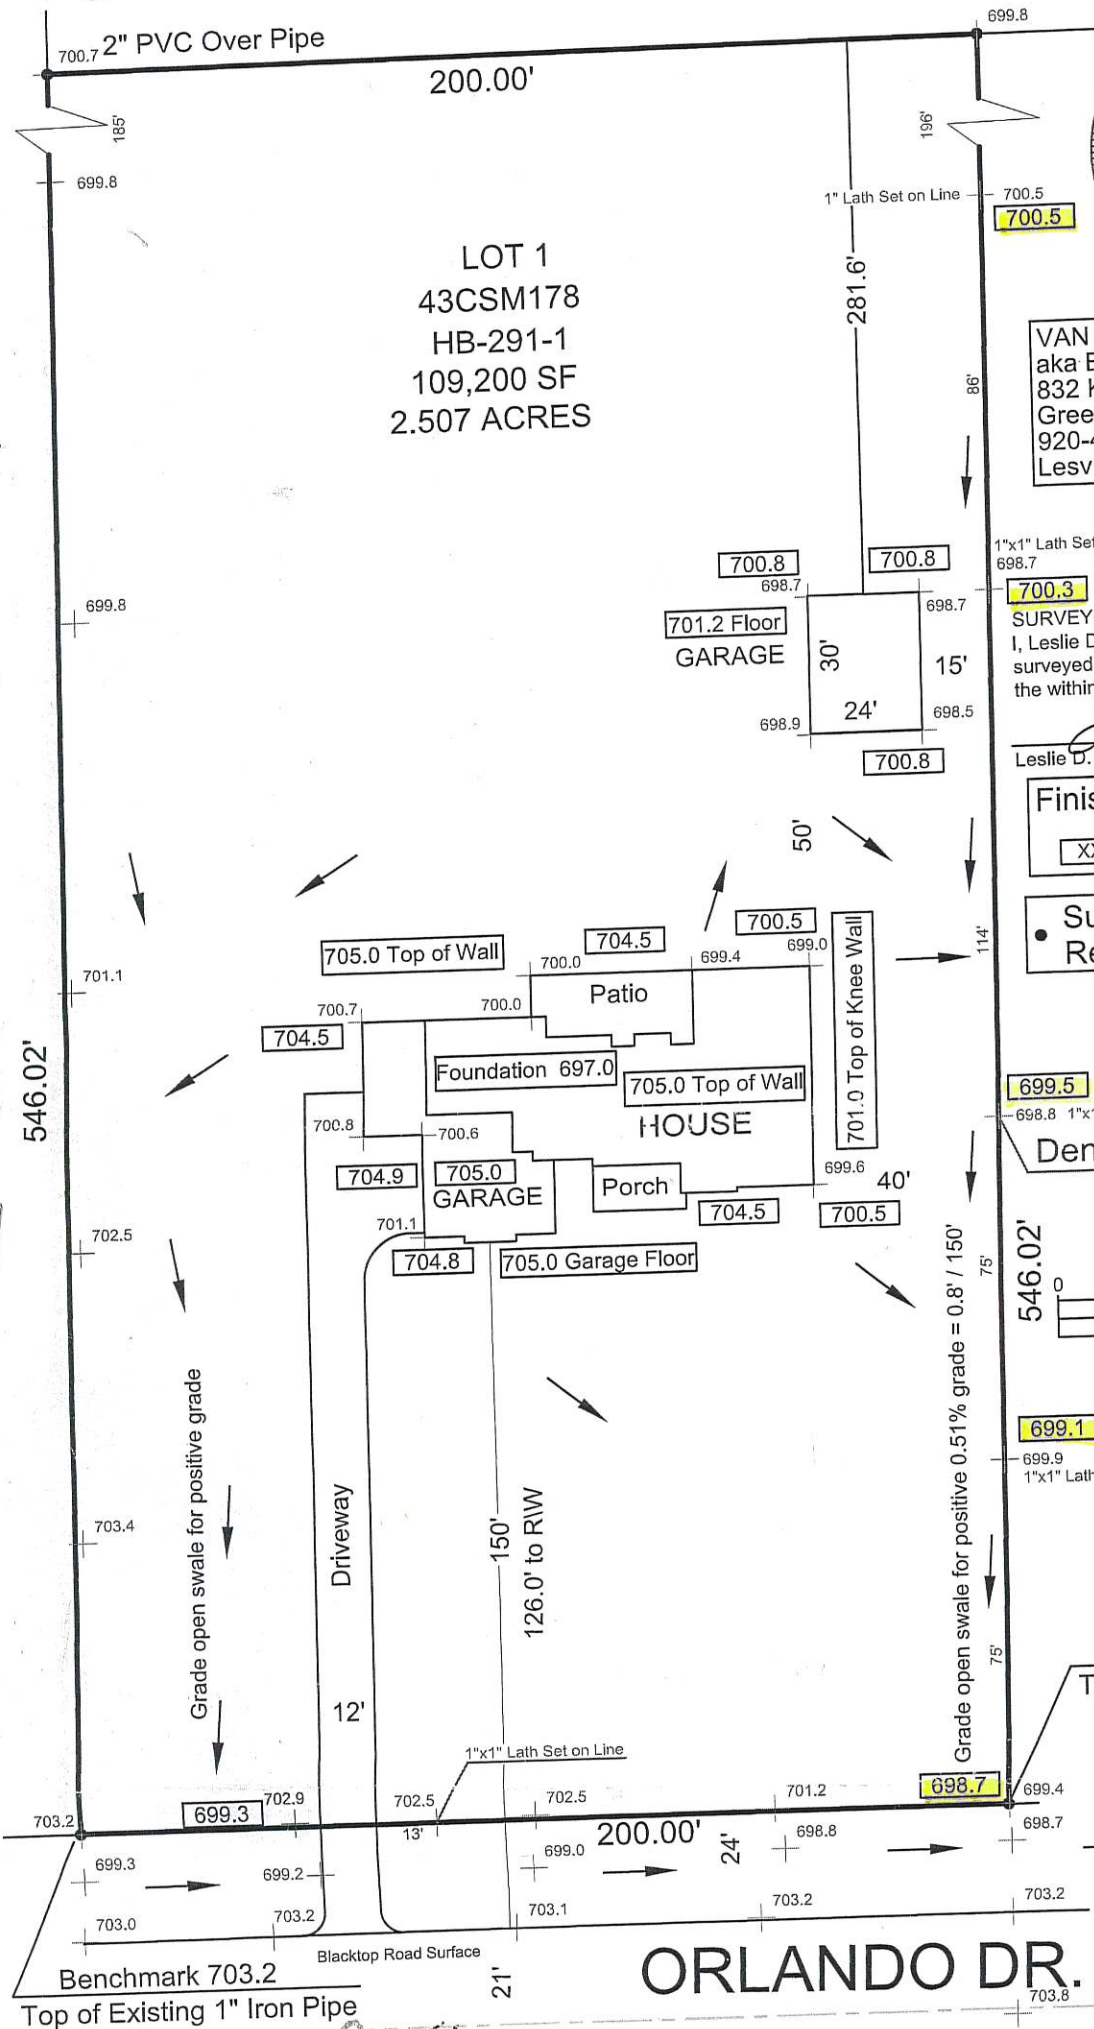 699.8
700.7
2" PVC Over Pipe
200.00'
185'
196'
699.8
1" Lath Set on Line
700.5
700.5
LOT 1
43CSM178
HB-291-1
109,200 SF
2.507 ACRES
281.6'
VAN
aka
832
Gree
920-4
Lesv
86'
1"x1" Lath Set
698.7
700.3
700.8
700.8
698.7
698.7
699.8
701.2 Floor
GARAGE
30'
15'
24'
698.9
698.5
700.8
SURVEY
I, Leslie D
surveyed
the within
Leslie D.
Finis
XX
50'
Su
Re
114'
705.0 Top of Wall
704.5
700.5
701.0 Top of Knee Wall
700.0
699.4
699.0
701.1
Patio
700.0
700.7
704.5
546.02'
Foundation 697.0
705.0 Top of Wall
HOUSE
699.5
698.8 1"x
Den
700.8
700.6
704.9
705.0
GARAGE
Porch
699.6
40'
704.5
700.5
701.1
704.8
705.0 Garage Floor
702.5
75'
546.02'
0
Grade open swale for positive grade
Grade open swale for positive 0.51% grade = 0.8' / 150'
699.1
699.9
1"x1" Lath
703.4
Driveway
150'
126.0' to R\W
75'
12'
T
1"x1" Lath Set on Line
698.7
699.4
703.2
699.3
702.9
702.5
702.5
701.2
13'
200.00'
24'
698.8
698.7
699.3
699.2
699.0
703.0
703.2
703.1
703.2
703.2
Blacktop Road Surface
Benchmark 703.2
Top of Existing 1" Iron Pipe
21'
ORLANDO DR.
703.8